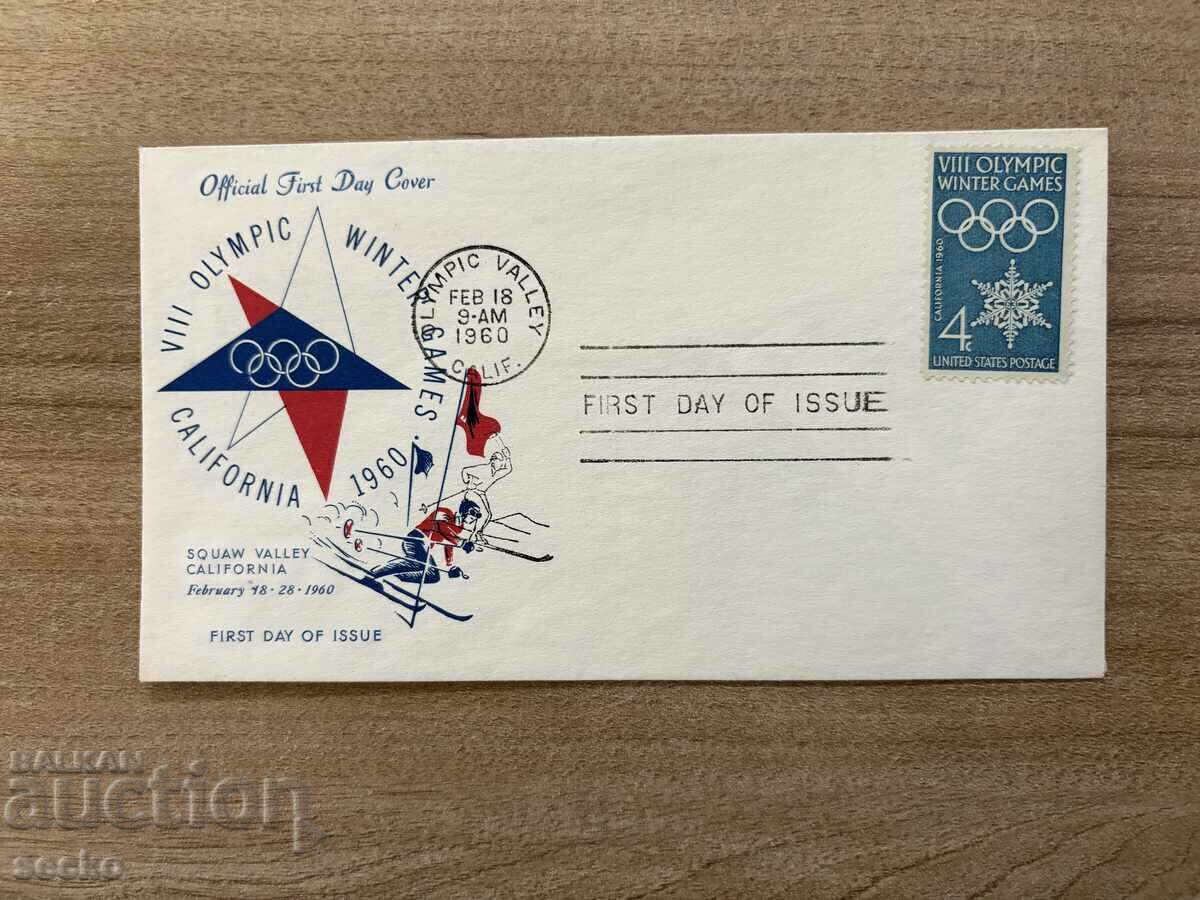 Official First Day Cover
VIII OLYMPIC WINTER GAMES.
CALIFORNIA 1960
SQUAW VALLEY
CALIFORNIA
February 18·28·1960
FIRST DAY OF ISSUE
OLYMPIC VALLEY
FEB 18
9-AM
1960
CALIF.
FIRST DAY OF ISSUE
VIII OLYMPIC
WINTER GAMES
CALIFORNIA 1960
4c
UNITED STATES POSTAGE
BALKAN
auction
secko